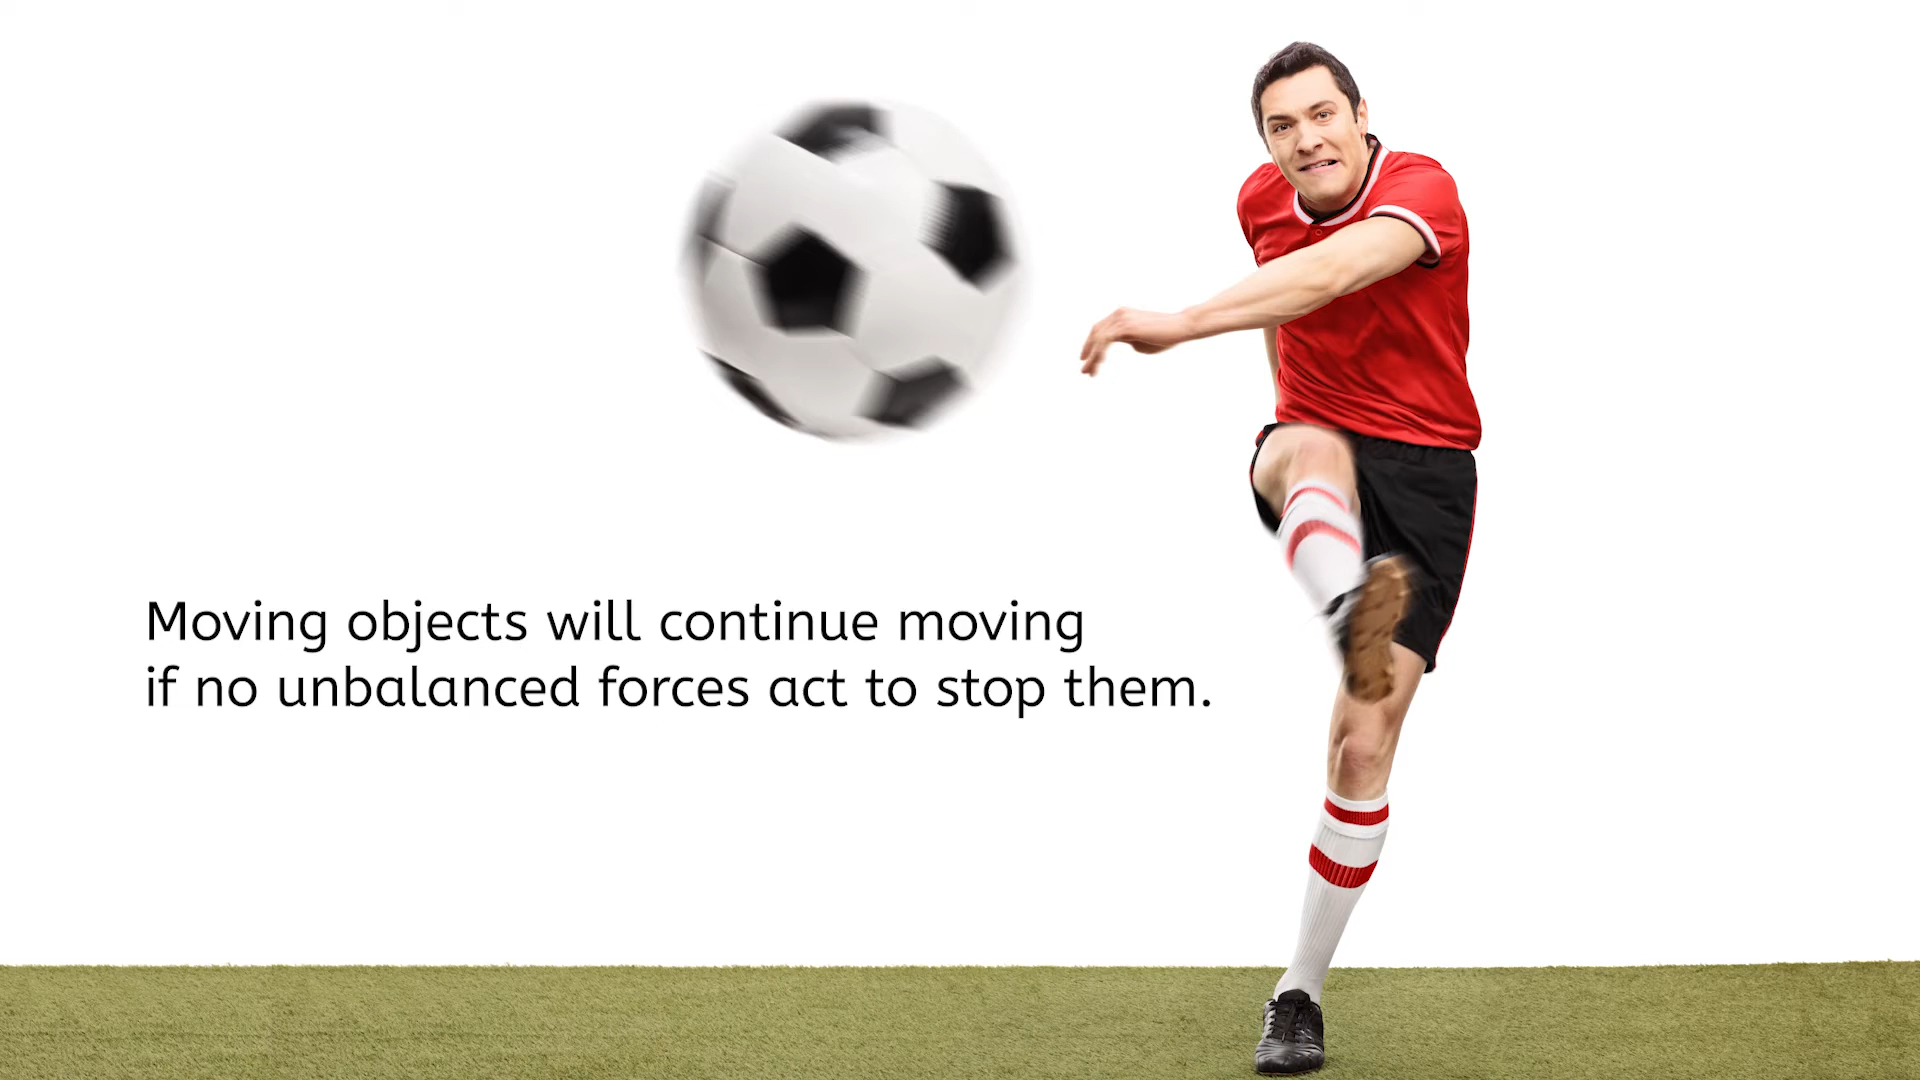 Moving objects will continue moving
if no unbalanced forces act to stop them.